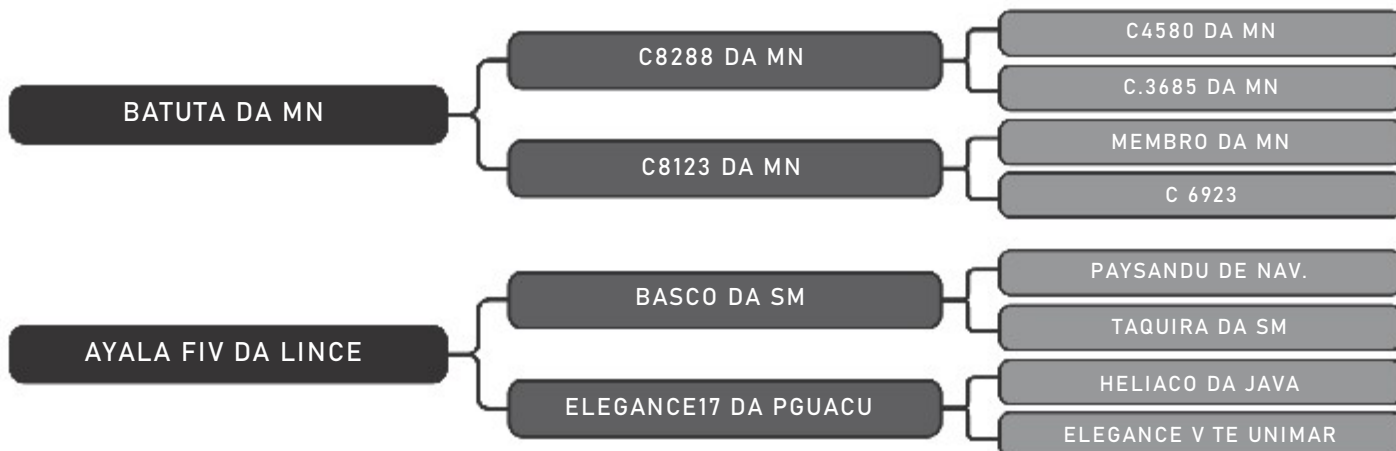 C4580 DA MN
C8288 DA MN
C.3685 DA MN
BATUTA DA MN
MEMBRO DA MN
C8123 DA MN
C 6923
PAYSANDU DE NAV.
BASCO DA SM
TAQUIRA DA SM
AYALA FIV DA LINCE
HELIACO DA JAVA
ELEGANCE17 DA PGUACU
ELEGANCE V TE UNIMAR